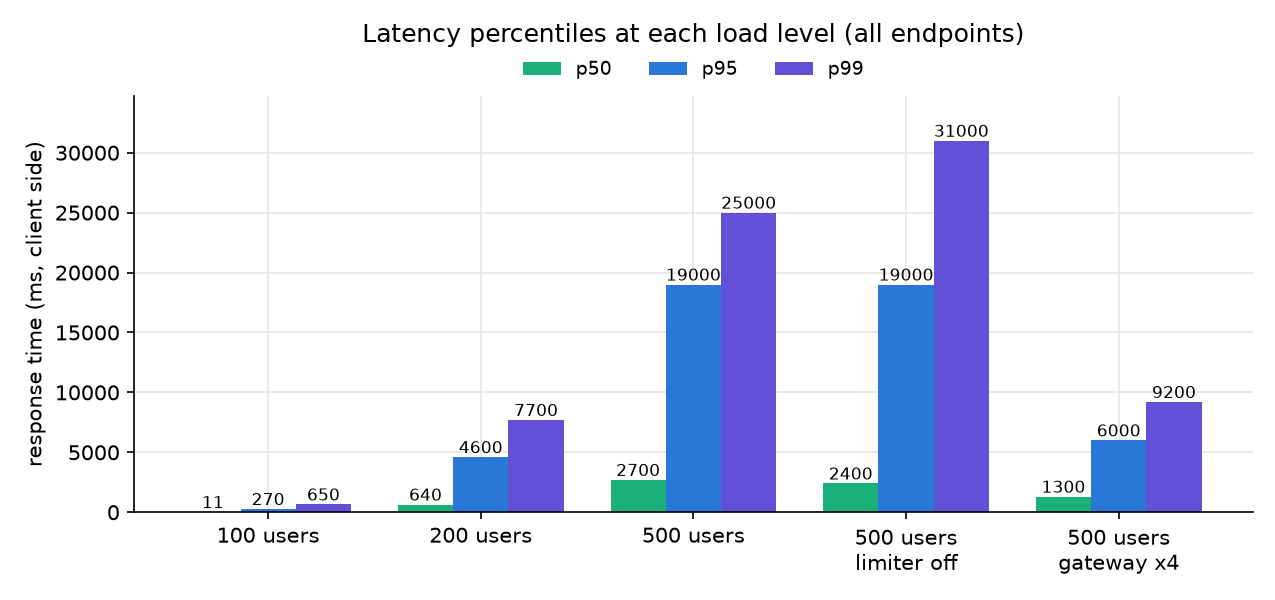 Latency percentiles at each load level (all endpoints)
p50 p95 p99
response time (ms, client side)
30000
25000
20000
15000
10000
5000
0
11 270 650
640 4600 7700
2700 19000 25000
2400 19000 31000
1300 6000 9200
100 users
200 users
500 users
500 users
limiter off
500 users
gateway x4